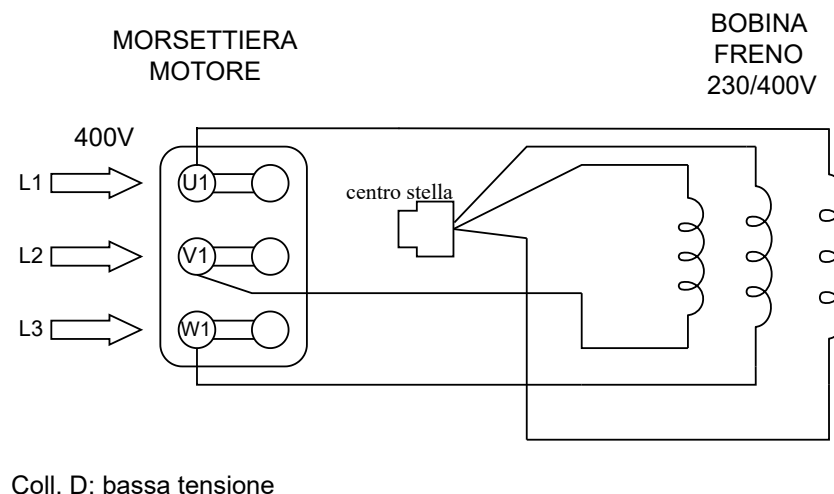 MORSETTIERA
MOTORE
BOBINA
FRENO
230/400V
400V
L1
U1
centro stella
L2
V1
L3
W1
Coll. D: bassa tensione